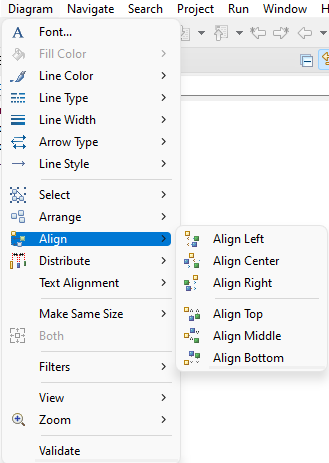 Diagram Navigate Search Project Run Window H
Font...
Fill Color
Line Color
Line Type
Line Width
Arrow Type
Line Style
Select
Arrange
Align
Align Left
Distribute
Align Center
Text Alignment
Align Right
Make Same Size
Align Top
Both
Align Middle
Align Bottom
Filters
View
Zoom
Validate